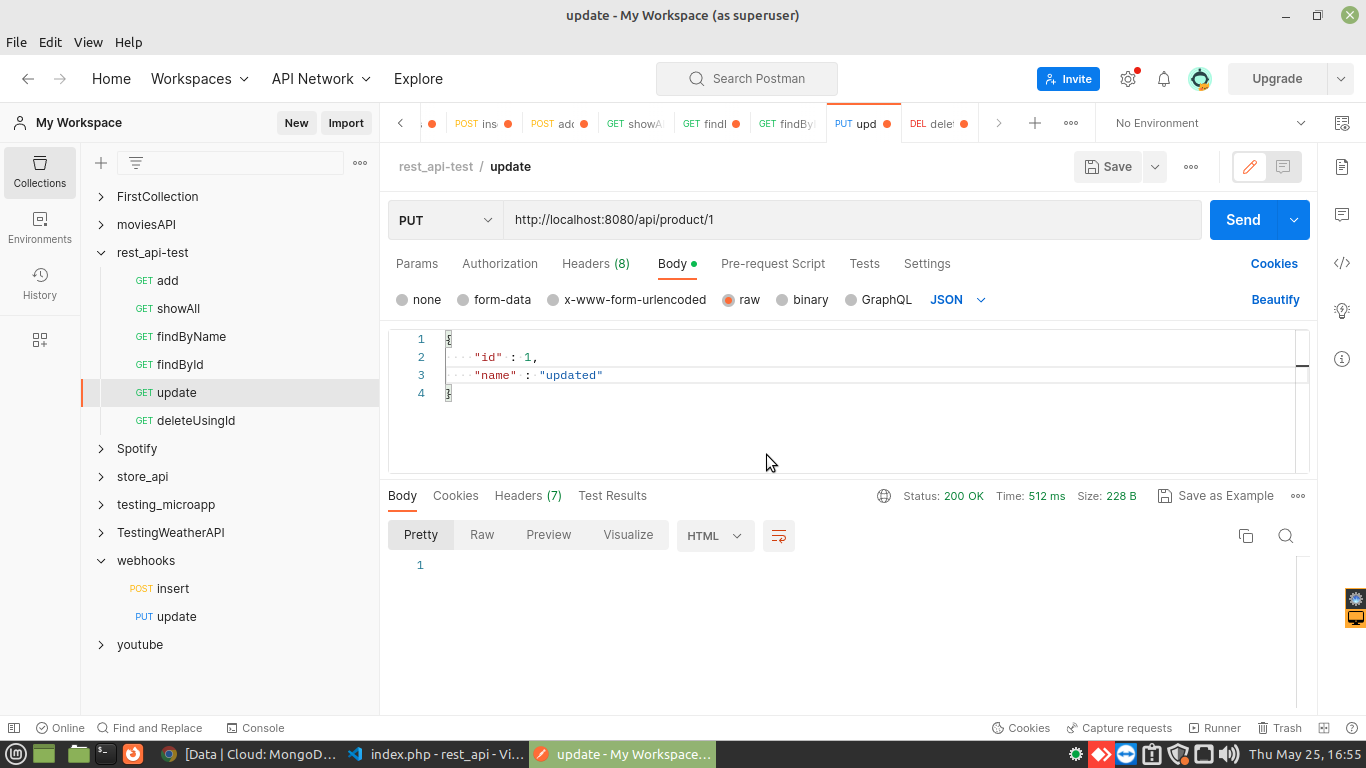 update - My Workspace (as superuser)
File Edit View Help
Home Workspaces API Network Explore
Search Postman
Invite
Upgrade
My Workspace
New Import
POST ins POST add GET showA GET findI GET findByI PUT upd DEL delet
No Environment
Collections
Environments
History
FirstCollection
moviesAPI
rest_api-test
GET add
GET showAll
GET findByName
GET findById
GET update
GET deleteUsingId
Spotify
store_api
testing_microapp
TestingWeatherAPI
webhooks
POST insert
PUT update
youtube
rest_api-test / update
Save
PUT http://localhost:8080/api/product/1 Send
Params Authorization Headers (8) Body Pre-request Script Tests Settings Cookies
none form-data x-www-form-urlencoded raw binary GraphQL JSON Beautify
1 {
2 "id" : 1,
3 "name" : "updated"
4 }
Body Cookies Headers (7) Test Results Status: 200 OK Time: 512 ms Size: 228 B Save as Example
Pretty Raw Preview Visualize HTML
1
Online Find and Replace Console Cookies Capture requests Runner Trash
[Data | Cloud: MongoD... index.php - rest_api - Vi... update - My Workspace... Thu May 25, 16:55